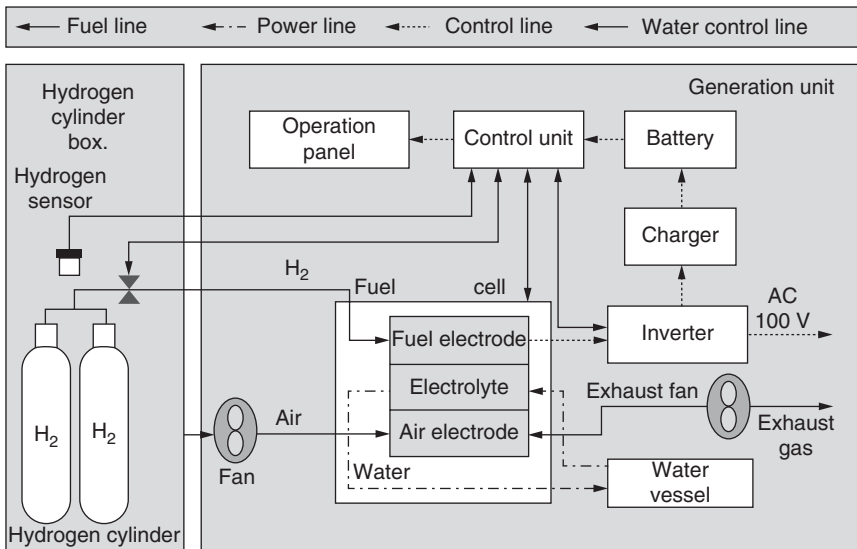 Fuel line
Power line
Control line
Water control line
Hydrogen
cylinder
box.
Hydrogen
sensor
Generation unit
Operation
panel
Control unit
Battery
Charger
H2
Fuel
cell
AC
100 V
Inverter
Fuel electrode
Electrolyte
Air electrode
Exhaust fan
Air
Exhaust
gas
H2
H2
Fan
Water
Water
vessel
Hydrogen cylinder